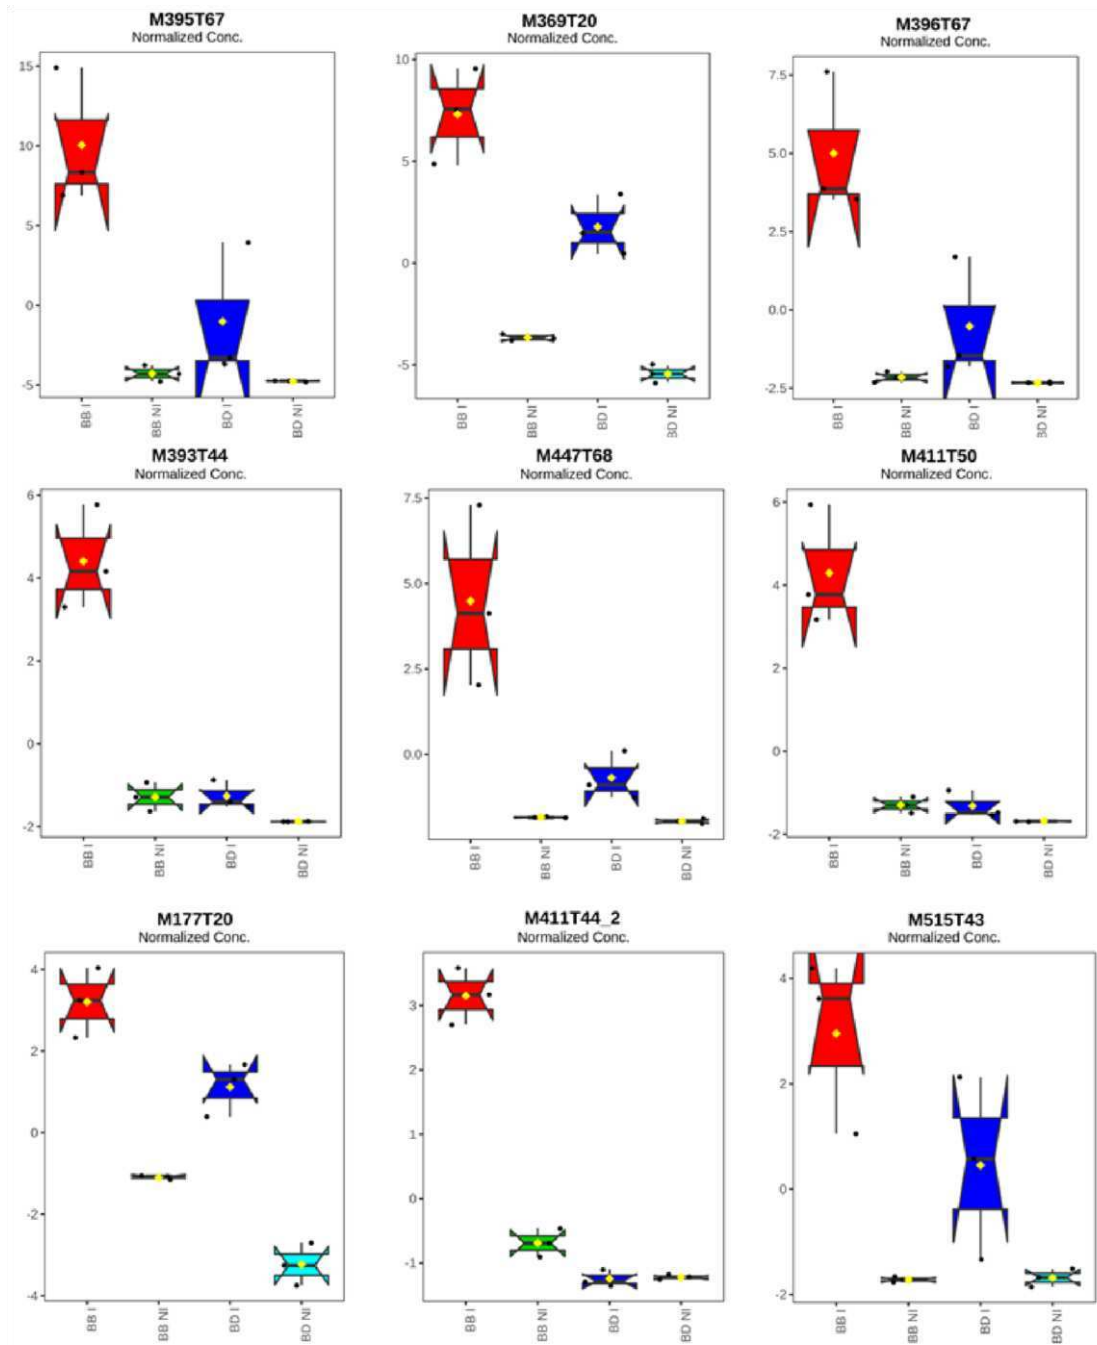 M395T67
Normalized Conc.
15
10
5
0
-5
BB I
BB NI
BD I
BD NI
M369T20
Normalized Conc.
10
5
0
-5
BB I
BB NI
BD I
BD NI
M396T67
Normalized Conc.
7.5
5.0
2.5
0.0
-2.5
BB I
BB NI
BD I
BD NI
M393T44
Normalized Conc.
6
4
2
0
-2
BB I
BB NI
BD I
BD NI
M447T68
Normalized Conc.
7.5
5.0
2.5
0.0
BB I
BB NI
BD I
BD NI
M411T50
Normalized Conc.
6
4
2
0
-2
BB I
BB NI
BD I
BD NI
M177T20
Normalized Conc.
4
2
0
-2
-4
BB I
BB NI
BD I
BD NI
M411T44_2
Normalized Conc.
3
2
1
0
-1
BB I
BB NI
BD I
BD NI
M515T43
Normalized Conc.
4
2
0
-2
BB I
BB NI
BD I
BD NI